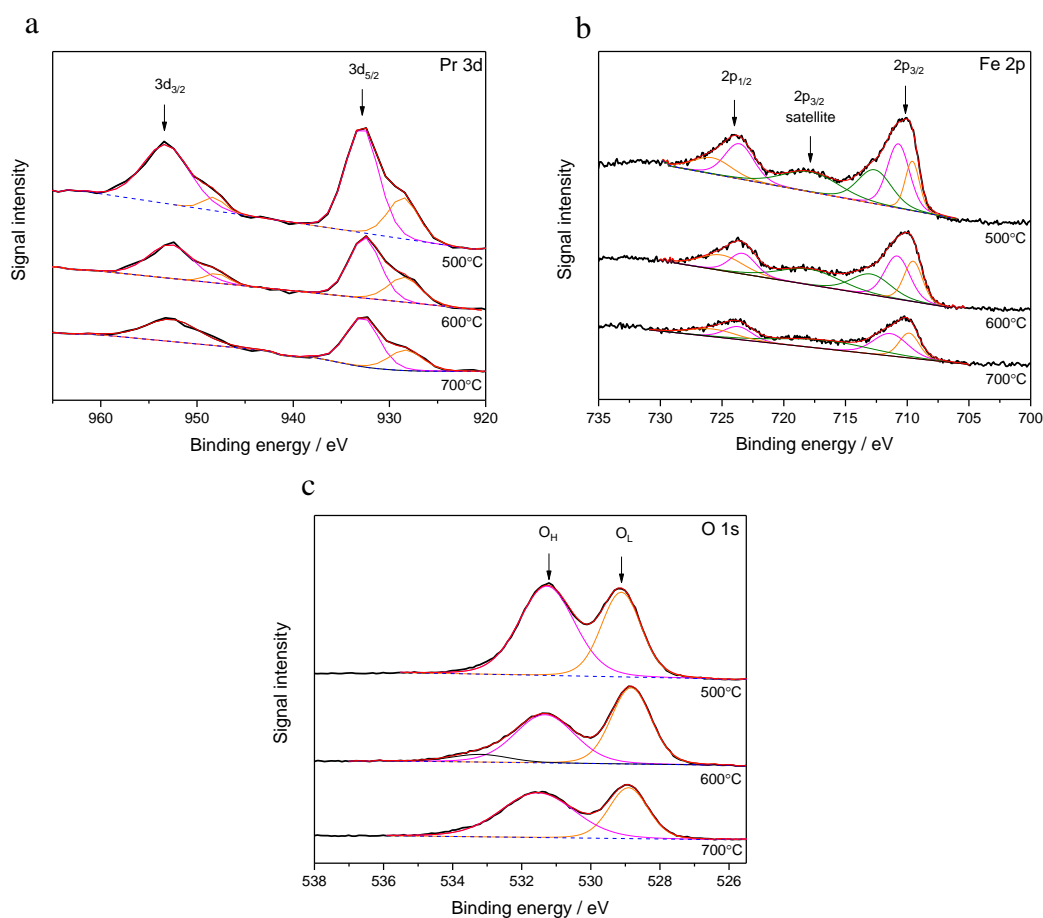 a
Pr 3d
3d3/2
3d5/2
Signal intensity
500°C
600°C
700°C
960 950 940 930 920
Binding energy / eV
b
Fe 2p
2p1/2
2p3/2
satellite
2p3/2
Signal intensity
500°C
600°C
700°C
735 730 725 720 715 710 705 700
Binding energy / eV
c
O 1s
OH
OL
Signal intensity
500°C
600°C
700°C
538 536 534 532 530 528 526
Binding energy / eV